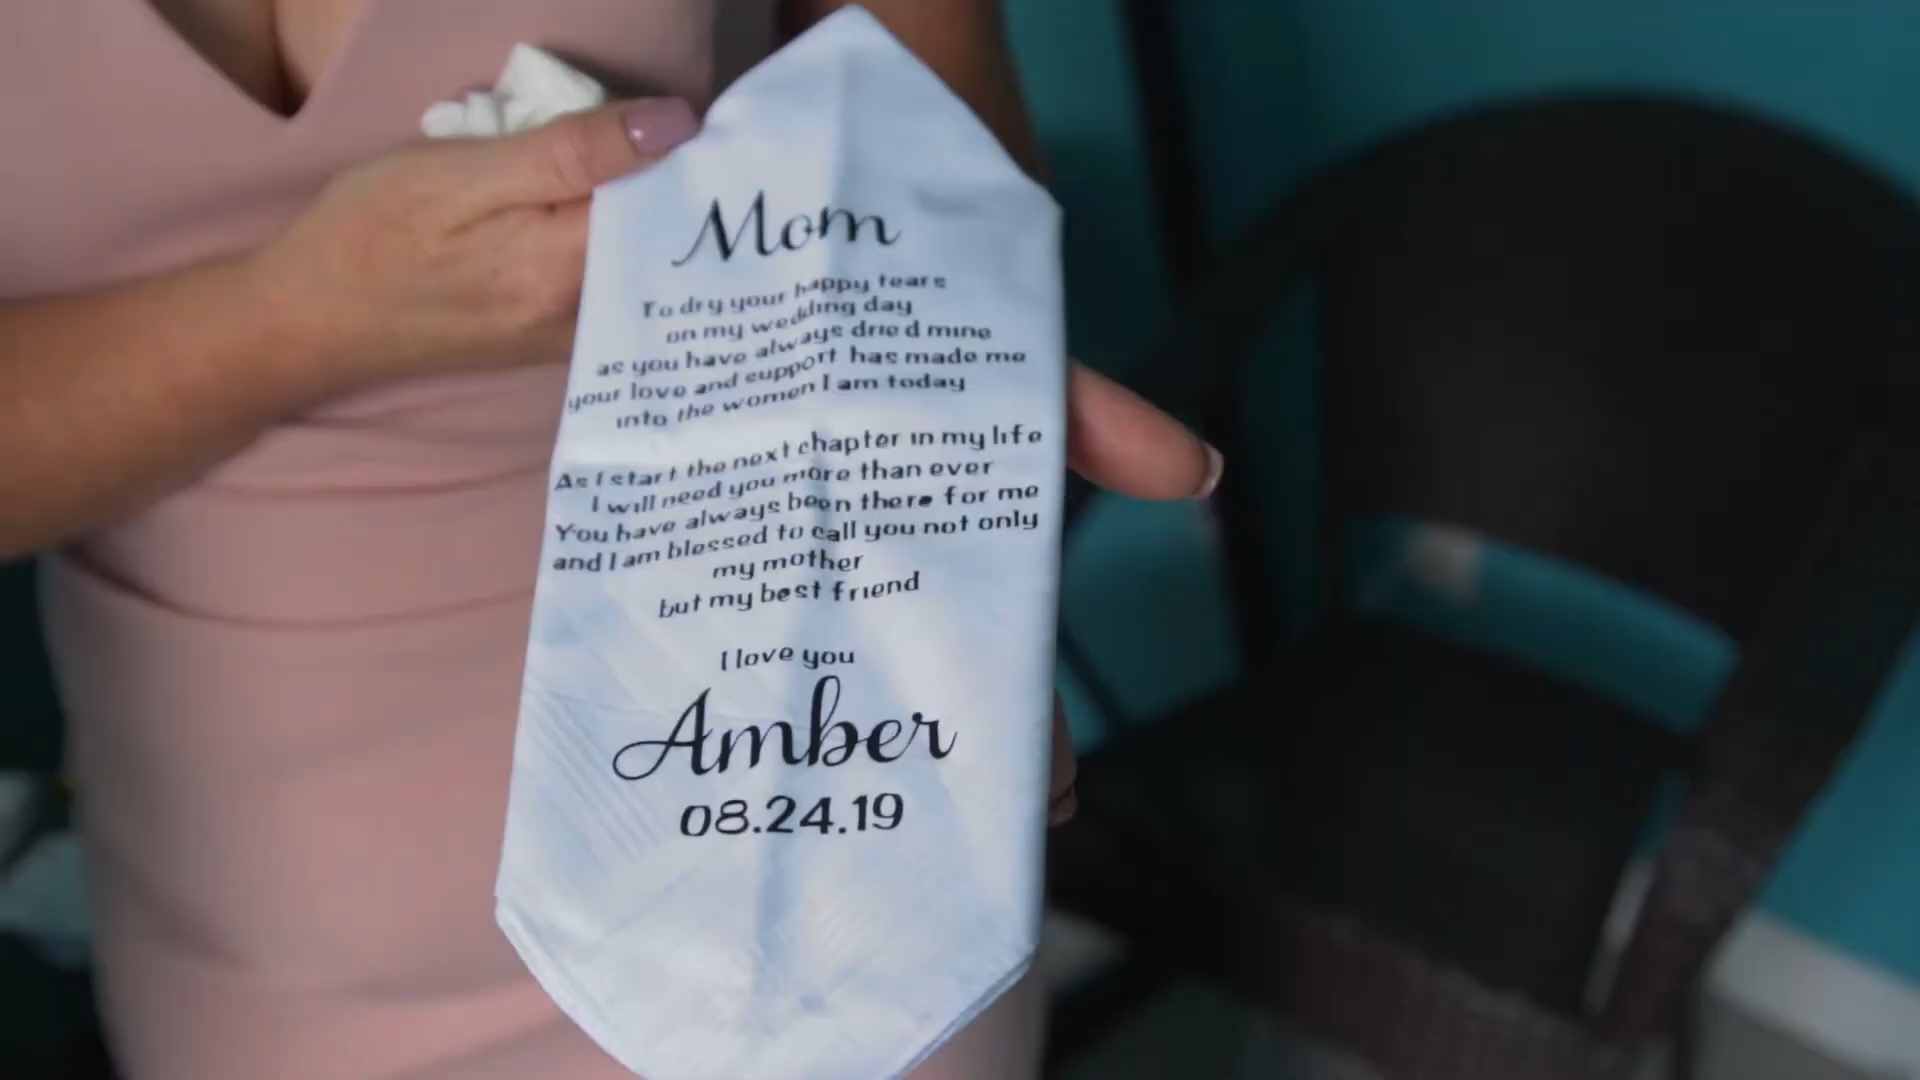 Mom
To dry your happy tears
on my wedding day
as you have always dried mine
your love and support has made me
into the women I am today
As I start the next chapter in my life
I will need you more than ever
You have always been there for me
and I am blessed to call you not only
my mother
but my best friend
I love you
Amber
08.24.19